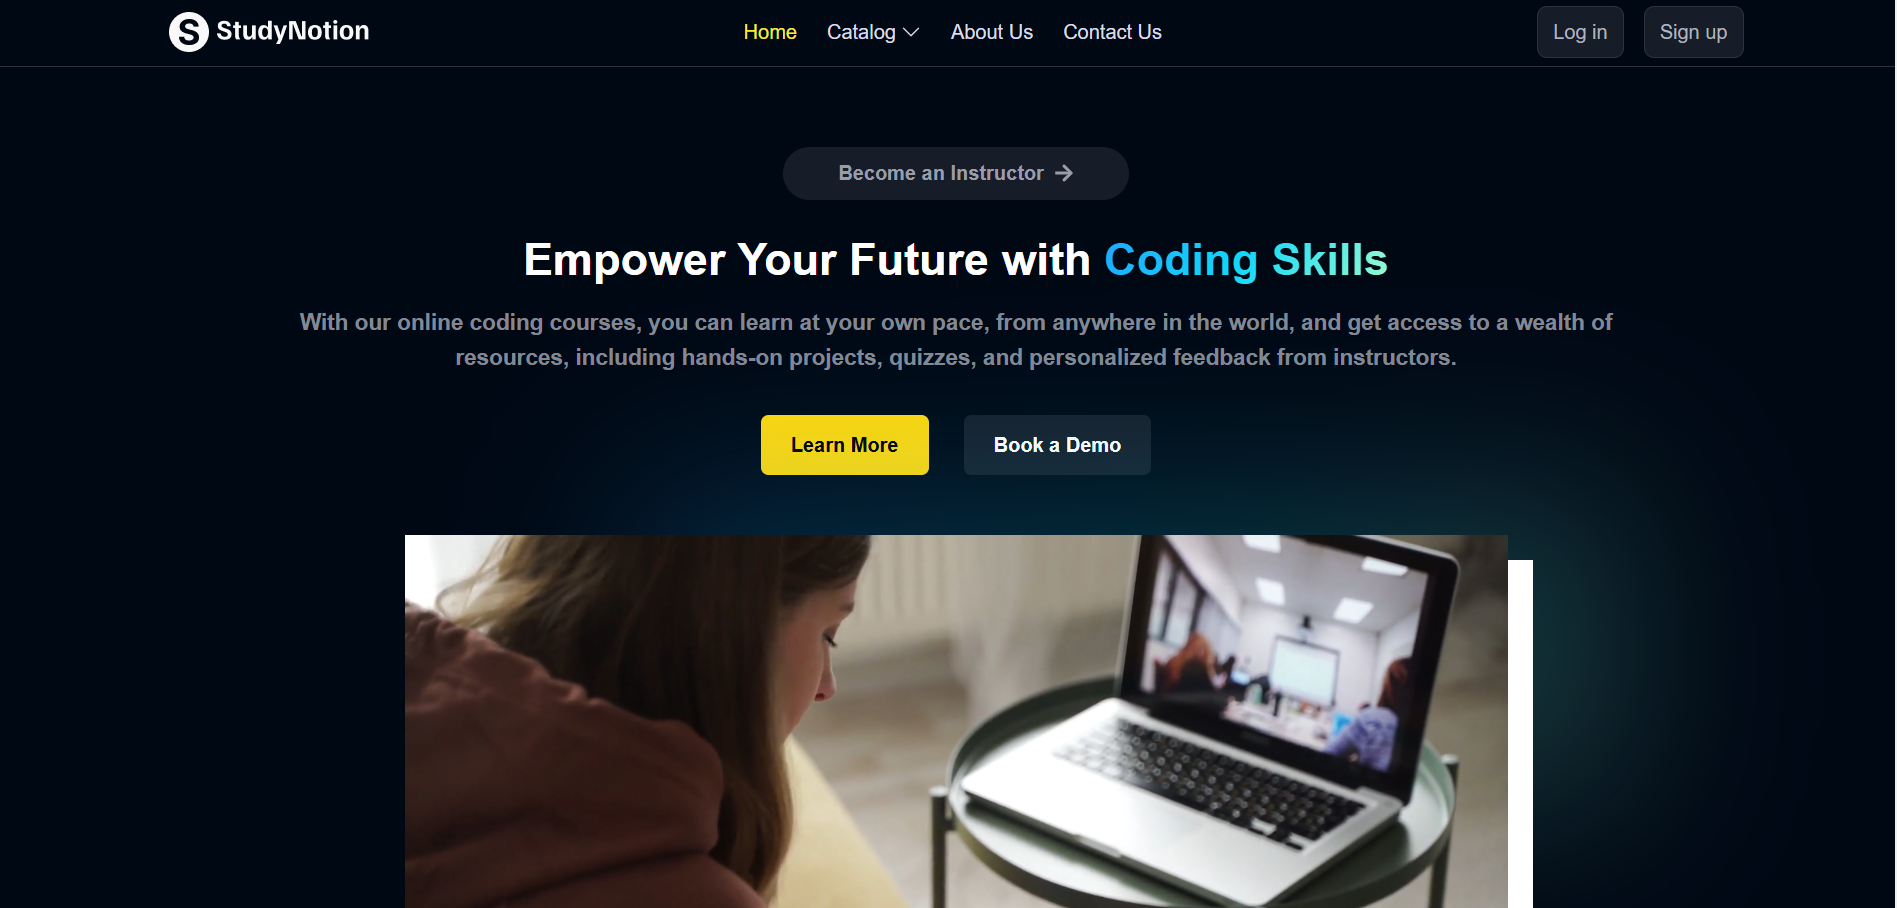 S StudyNotion
Home Catalog About Us Contact Us
Log in Sign up
Become an Instructor
Empower Your Future with Coding Skills
With our online coding courses, you can learn at your own pace, from anywhere in the world, and get access to a wealth of
resources, including hands-on projects, quizzes, and personalized feedback from instructors.
Learn More Book a Demo